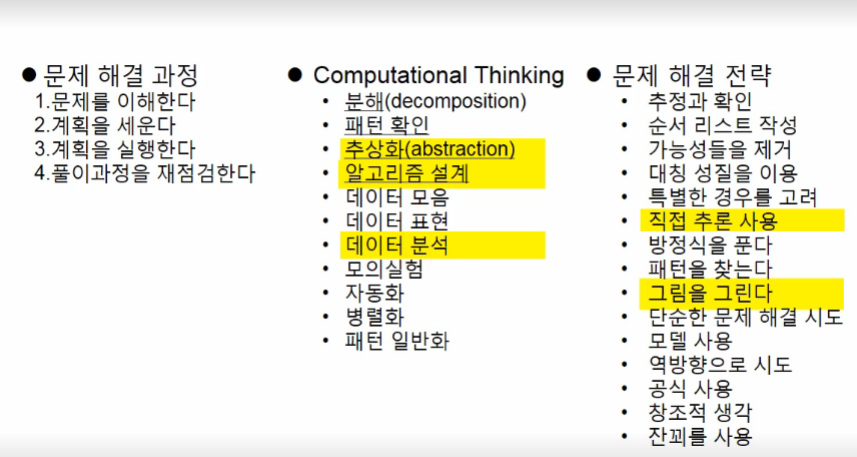 ● 문제 해결 과정
1.문제를 이해한다
2.계획을 세운다
3.계획을 실행한다
4.풀이과정을 재점검한다
● Computational Thinking
• 분해(decomposition)
• 패턴 확인
• 추상화(abstraction)
• 알고리즘 설계
• 데이터 모음
• 데이터 표현
• 데이터 분석
• 모의실험
• 자동화
• 병렬화
• 패턴 일반화
● 문제 해결 전략
• 추정과 확인
• 순서 리스트 작성
• 가능성들을 제거
• 대칭 성질을 이용
• 특별한 경우를 고려
• 직접 추론 사용
• 방정식을 푼다
• 패턴을 찾는다
• 그림을 그린다
• 단순한 문제 해결 시도
• 모델 사용
• 역방향으로 시도
• 공식 사용
• 창조적 생각
• 잔꾀를 사용